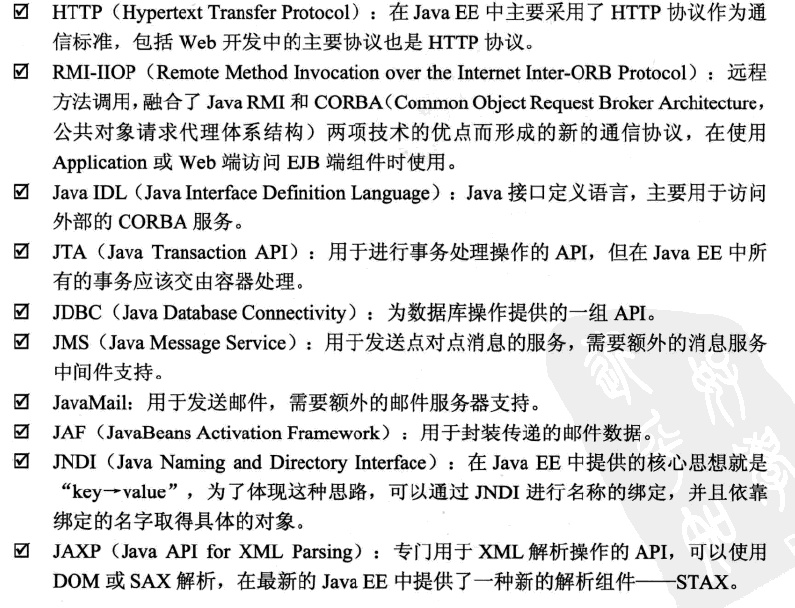 ☑ HTTP（Hypertext Transfer Protocol）：在 Java EE 中主要采用了 HTTP 协议作为通
信标准，包括 Web 开发中的主要协议也是 HTTP 协议。
☑ RMI-IIOP（Remote Method Invocation over the Internet Inter-ORB Protocol）：远程
方法调用，融合了 Java RMI 和 CORBA（Common Object Request Broker Architecture，
公共对象请求代理体系结构）两项技术的优点而形成的新的通信协议，在使用
Application 或 Web 端访问 EJB 端组件时使用。
☑ Java IDL（Java Interface Definition Language）：Java 接口定义语言，主要用于访问
外部的 CORBA 服务。
☑ JTA（Java Transaction API）：用于进行事务处理操作的 API，但在 Java EE 中所
有的事务应该交由容器处理。
☑ JDBC（Java Database Connectivity）：为数据库操作提供的一组 API。
☑ JMS（Java Message Service）：用于发送点对点消息的服务，需要额外的消息服务
中间件支持。
☑ JavaMail：用于发送邮件，需要额外的邮件服务器支持。
☑ JAF（JavaBeans Activation Framework）：用于封装传递的邮件数据。
☑ JNDI（Java Naming and Directory Interface）：在 Java EE 中提供的核心思想就是
“key→value”，为了体现这种思路，可以通过 JNDI 进行名称的绑定，并且依靠
绑定的名字取得具体的对象。
☑ JAXP（Java API for XML Parsing）：专门用于 XML 解析操作的 API，可以使用
DOM 或 SAX 解析，在最新的 Java EE 中提供了一种新的解析组件——STAX。